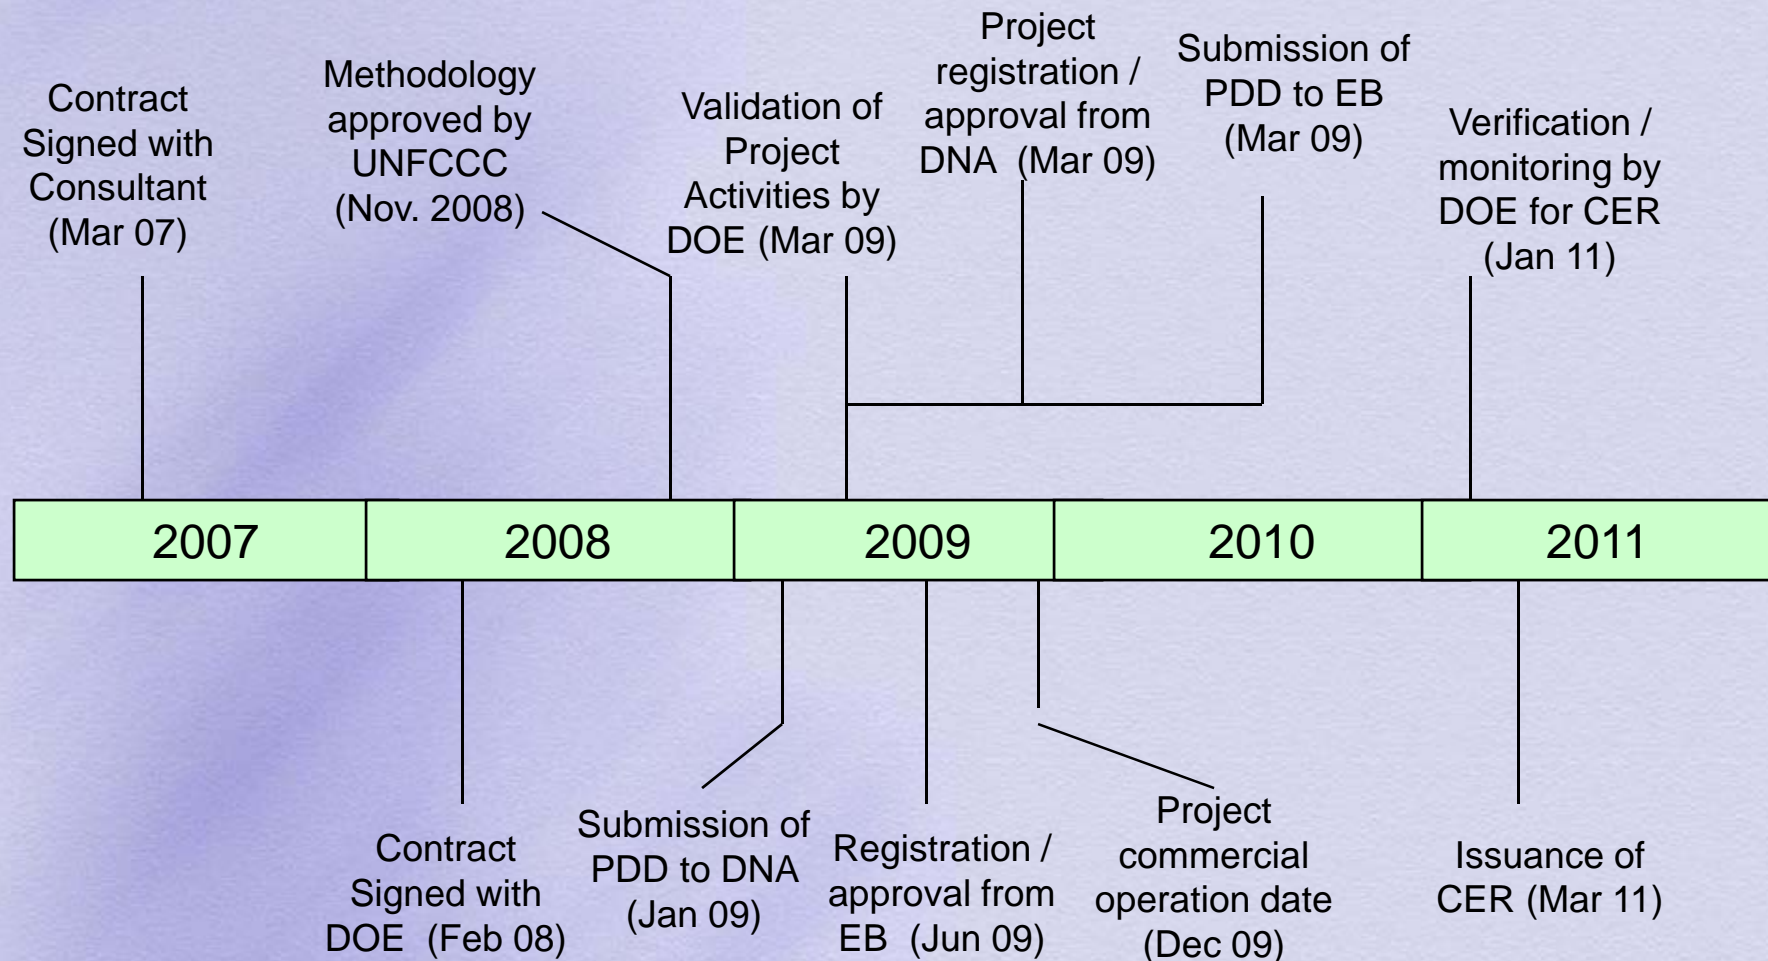 Contract
Signed with
Consultant
(Mar 07)
Methodology
approved by
UNFCCC
(Nov. 2008)
Validation of
Project
Activities by
DOE (Mar 09)
Project
registration /
approval from
DNA (Mar 09)
Submission of
PDD to EB
(Mar 09)
Verification /
monitoring by
DOE for CER
(Jan 11)
2007
2008
2009
2010
2011
Contract
Signed with
DOE (Feb 08)
Submission of
PDD to DNA
(Jan 09)
Registration /
approval from
EB (Jun 09)
Project
commercial
operation date
(Dec 09)
Issuance of
CER (Mar 11)